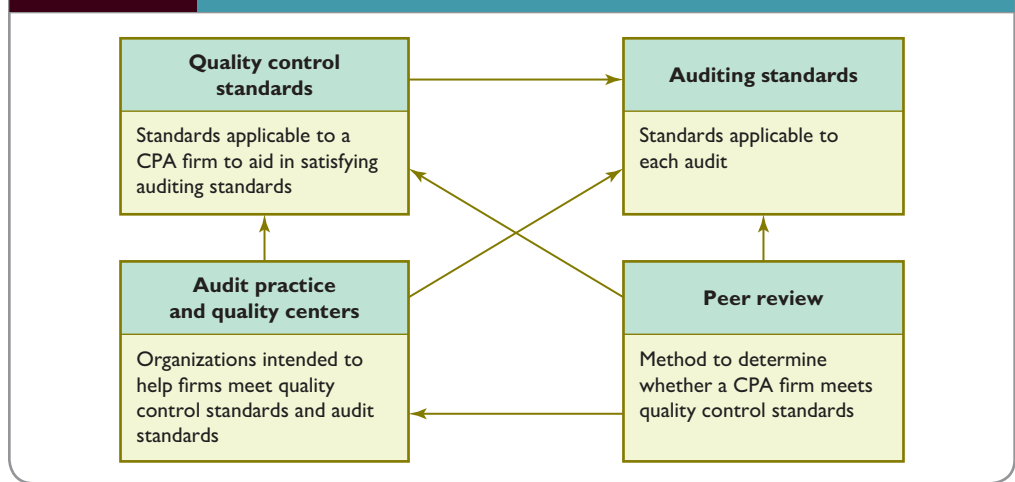 Quality control
standards
Standards applicable to a
CPA firm to aid in satisfying
auditing standards
Auditing standards
Standards applicable to
each audit
Audit practice
and quality centers
Organizations intended to
help firms meet quality
control standards and audit
standards
Peer review
Method to determine
whether a CPA firm meets
quality control standards